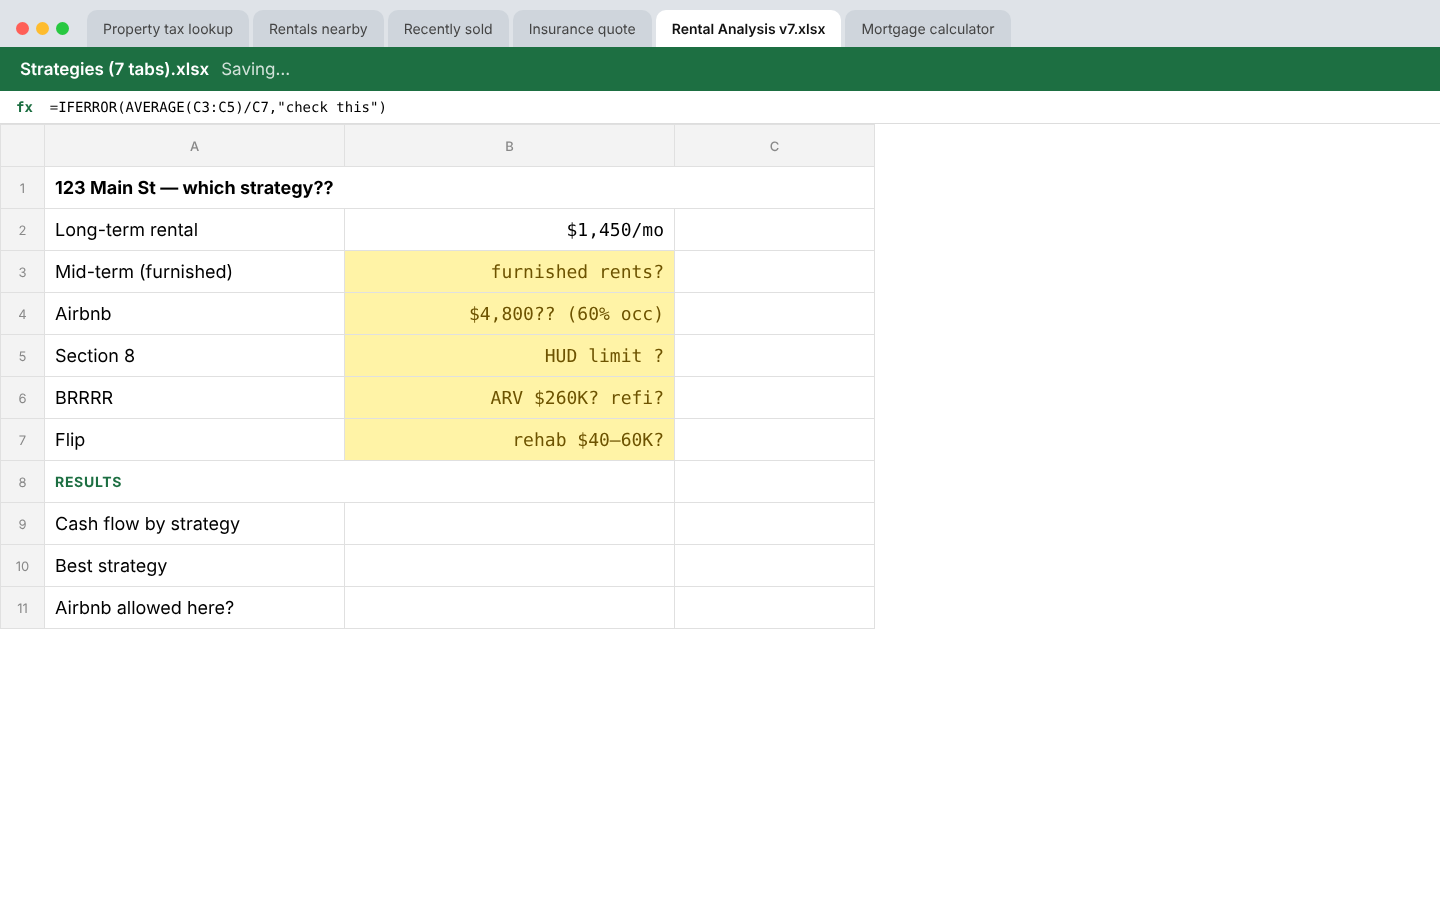 Property tax lookup
Rentals nearby
Recently sold
Insurance quote
Rental Analysis v7.xlsx
Mortgage calculator
Strategies (7 tabs).xlsx Saving...
fx =IFERROR(AVERAGE(C3:C5)/C7,"check this")
A B C
1 123 Main St — which strategy??
2 Long-term rental $1,450/mo
3 Mid-term (furnished) furnished rents?
4 Airbnb $4,800?? (60% occ)
5 Section 8 HUD limit ?
6 BRRRR ARV $260K? refi?
7 Flip rehab $40–60K?
8 RESULTS
9 Cash flow by strategy
10 Best strategy
11 Airbnb allowed here?